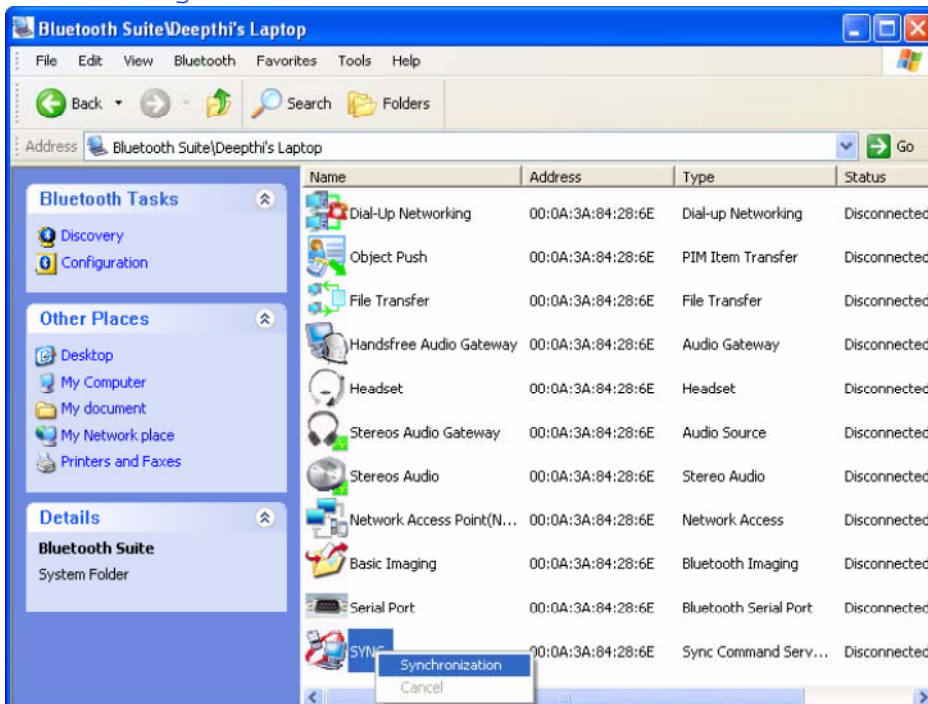 Bluetooth Suite\Deepthi's Laptop
File Edit View Bluetooth Favorites Tools Help
Back Search Folders
Address Bluetooth Suite\Deepthi's Laptop Go
Name Address Type Status
Bluetooth Tasks
Discovery
Configuration
Other Places
Desktop
My Computer
My document
My Network place
Printers and Faxes
Details
Bluetooth Suite
System Folder
Dial-Up Networking 00:0A:3A:84:28:6E Dial-up Networking Disconnected
Object Push 00:0A:3A:84:28:6E PIM Item Transfer Disconnected
File Transfer 00:0A:3A:84:28:6E File Transfer Disconnected
Handsfree Audio Gateway 00:0A:3A:84:28:6E Audio Gateway Disconnected
Headset 00:0A:3A:84:28:6E Headset Disconnected
Stereos Audio Gateway 00:0A:3A:84:28:6E Audio Source Disconnected
Stereos Audio 00:0A:3A:84:28:6E Stereo Audio Disconnected
Network Access Point(N... 00:0A:3A:84:28:6E Network Access Disconnected
Basic Imaging 00:0A:3A:84:28:6E Bluetooth Imaging Disconnected
Serial Port 00:0A:3A:84:28:6E Bluetooth Serial Port Disconnected
SYNC 00:0A:3A:84:28:6E Sync Command Serv... Disconnected
Synchronization
Cancel